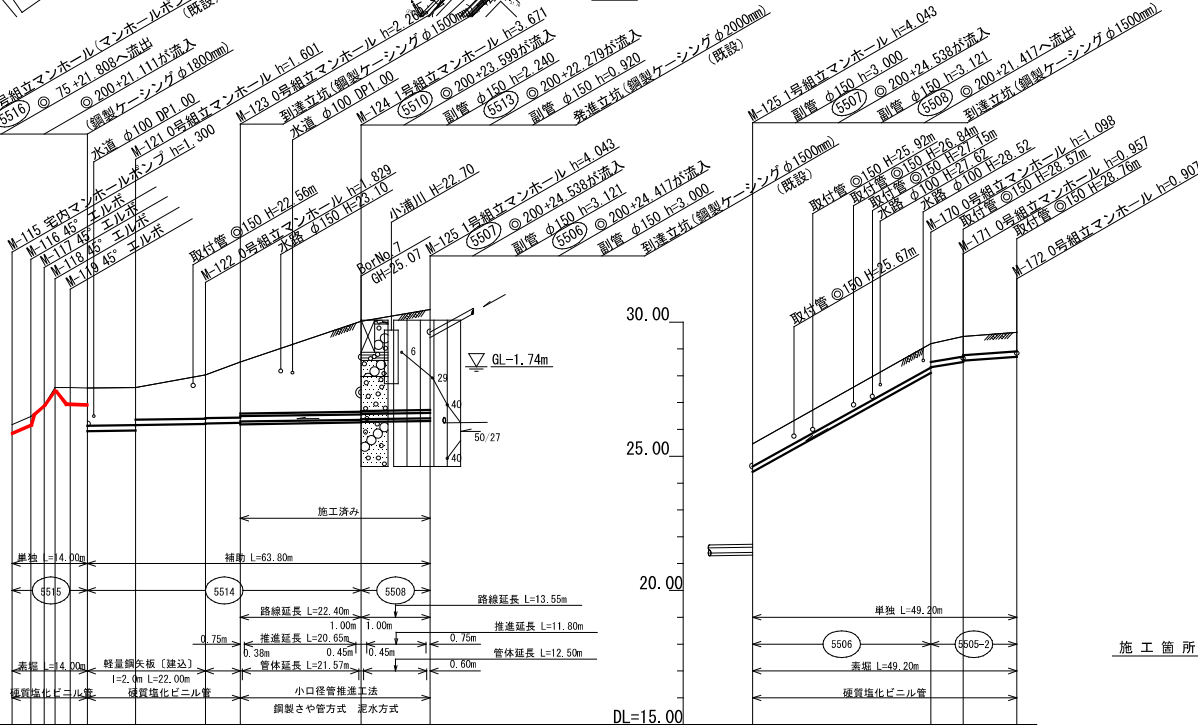 号組立マンホール(マンホールポン
(既設)
5516 ◎ 75 +21.808へ流出
◎ 200 +21.111が流入
(鋼製ケーシングφ1800mm)
水道 φ100 DP1.00
M-121 0号組立マンホール h=1.601
M-123 0号組立マンホール
到達立坑(鋼製ケーシングφ1500mm
水道 φ100 DP1.00
M-124 1号組立マンホール h=3.671
5510 ◎ 200 +23.599が流入
副管 φ150 h=2.240
5513 ◎ 200 +22.279が流入
副管 φ150 h=0.920
発進立坑(鋼製ケーシングφ2000mm)
(既設)
M-115 宅内マンホールポンプ h=1.300
M-116 45° エルボ
M-117 45° エルボ
M-118 45° エルボ
M-119 45° エルボ
取付管 ◎150 H=22.56m
M-122 0号組立マンホール h=1.829
水路 φ150 H=23.10
小浦川 H=22.70
BorNo.7
GH=25.07
M-125 1号組立マンホール h=4.043
5507 ◎ 200 +24.538が流入
副管 φ150 h=3.121
5506 ◎ 200 +24.417が流入
副管 φ150 h=3.000
到達立坑(鋼製ケーシングφ1500mm)
(既設)
M-125 1号組立マンホール h=4.043
副管 φ150 h=3.000
5507 ◎ 200 +24.538が流入
副管 φ150 h=3.121
5508 ◎ 200 +21.417へ流出
到達立坑(鋼製ケーシングφ1500mm)
取付管 ◎150 H=25.67m
取付管 ◎150 H=25.92m
取付管 ◎150 H=26.84m
取付管 ◎150 H=27.15m
水路 φ100 H=27.62
水路 φ100 H=28.52
M-170 0号組立マンホール h=1.098
取付管 ◎150 H=28.57m
M-171 0号組立マンホール h=0.957
取付管 ◎150 H=28.76m
M-172 0号組立マンホール h=0.907
GL-1.74m
6
29
40
50/27
40
施工済み
単独 L=14.00m
補助 L=63.80m
5515
5514
5508
路線延長 L=22.40m
路線延長 L=13.55m
1.00m
1.00m
0.75m
推進延長 L=20.65m
推進延長 L=11.80m
0.75m
0.38m
0.45m
0.45m
管体延長 L=12.50m
素堀 L=14.00m
軽量鋼矢板〔建込〕
l=2.0m L=22.00m
管体延長 L=21.57m
0.60m
硬質塩化ビニル管
硬質塩化ビニル管
小口径管推進工法
鋼製さや管方式 泥水方式
30.00
25.00
20.00
DL=15.00
単独 L=49.20m
5506
5505-2
素堀 L=49.20m
硬質塩化ビニル管
施工箇所